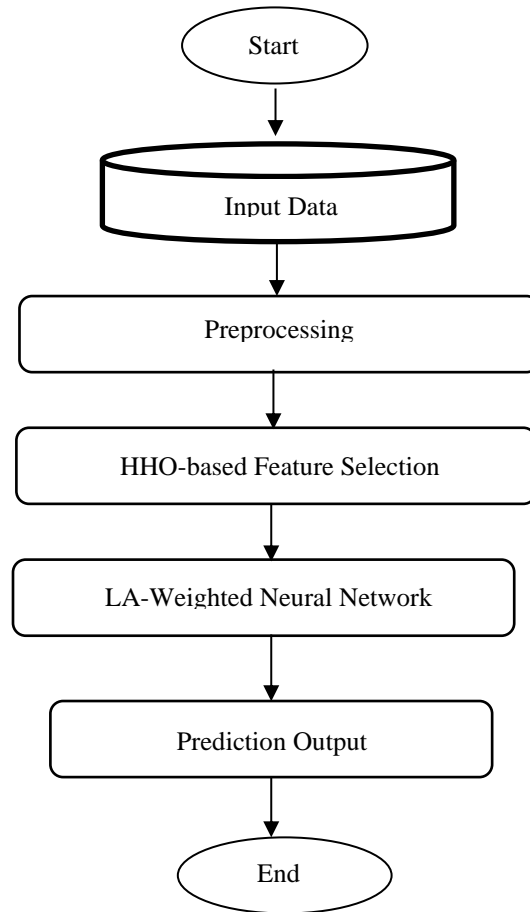 Start
Input Data
Preprocessing
HHO-based Feature Selection
LA-Weighted Neural Network
Prediction Output
End